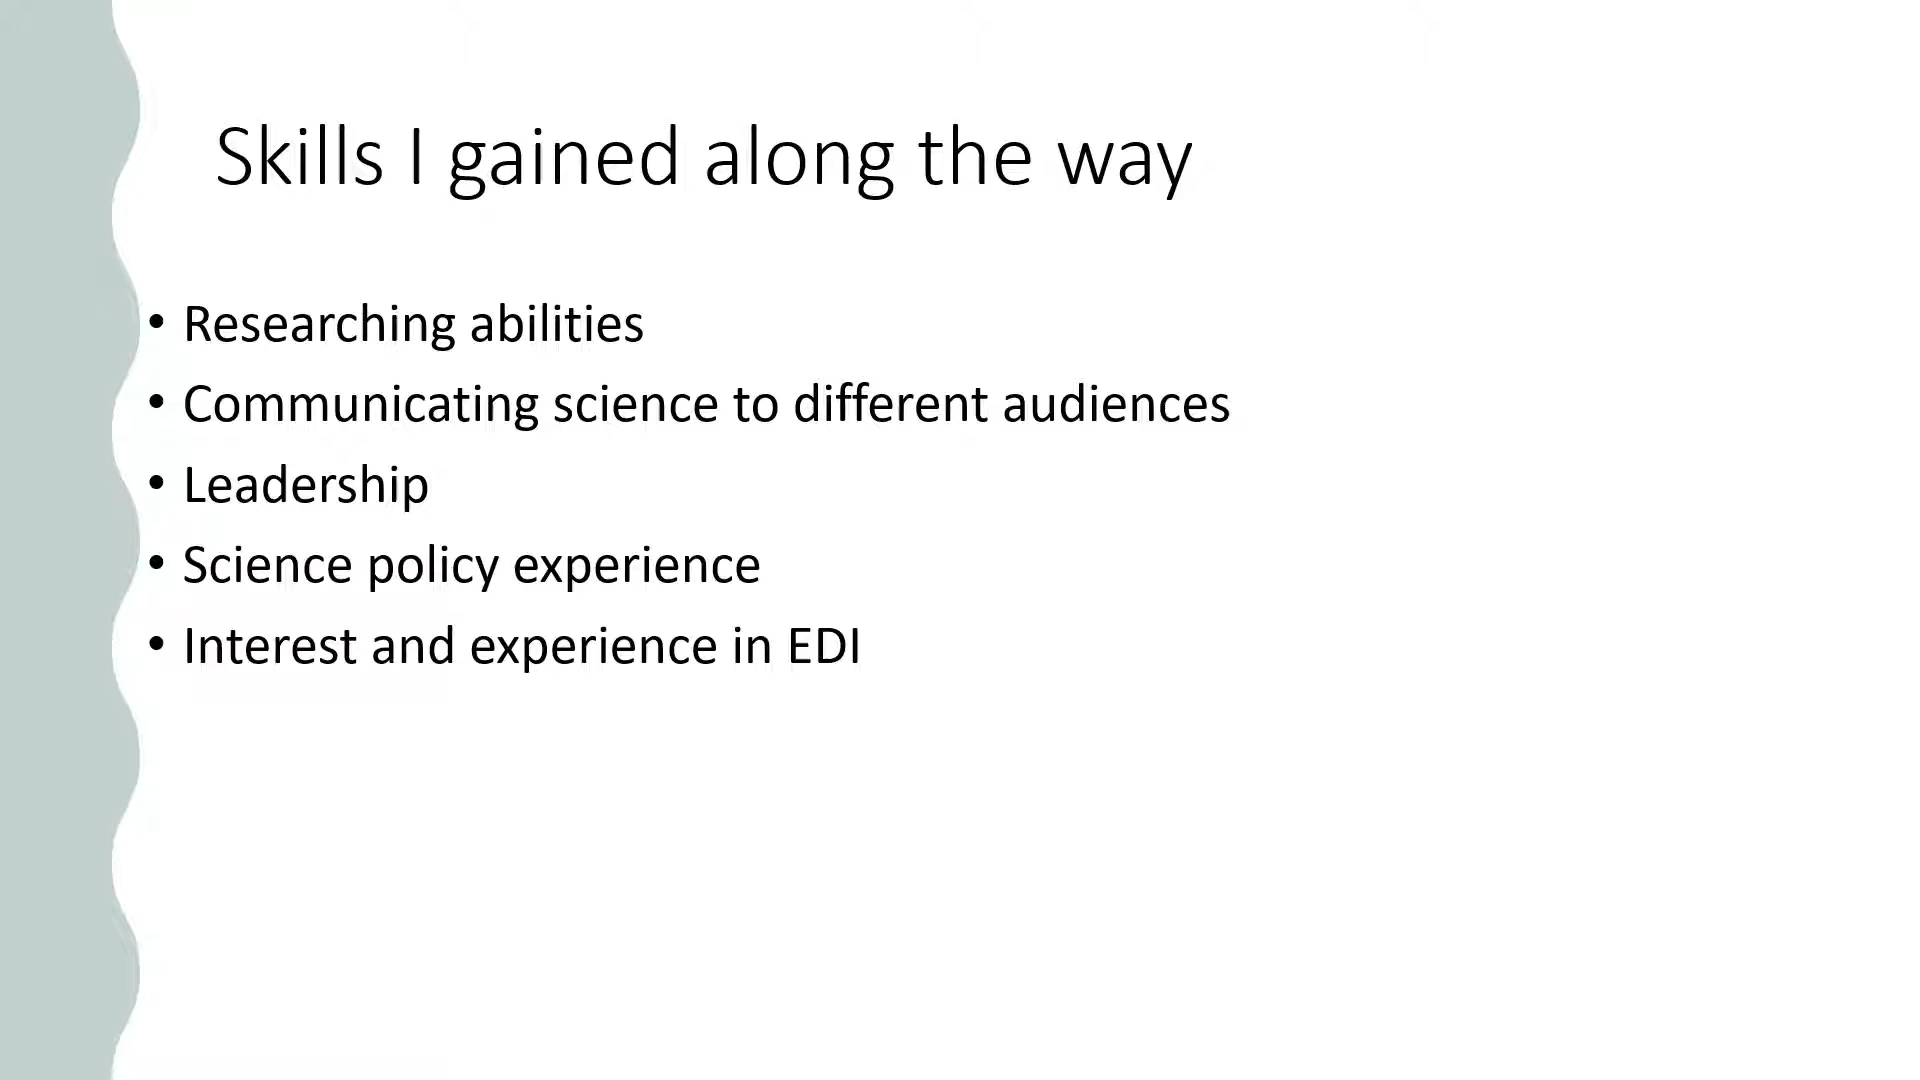 Skills I gained along the way
• Researching abilities
• Communicating science to different audiences
• Leadership
• Science policy experience
• Interest and experience in EDI